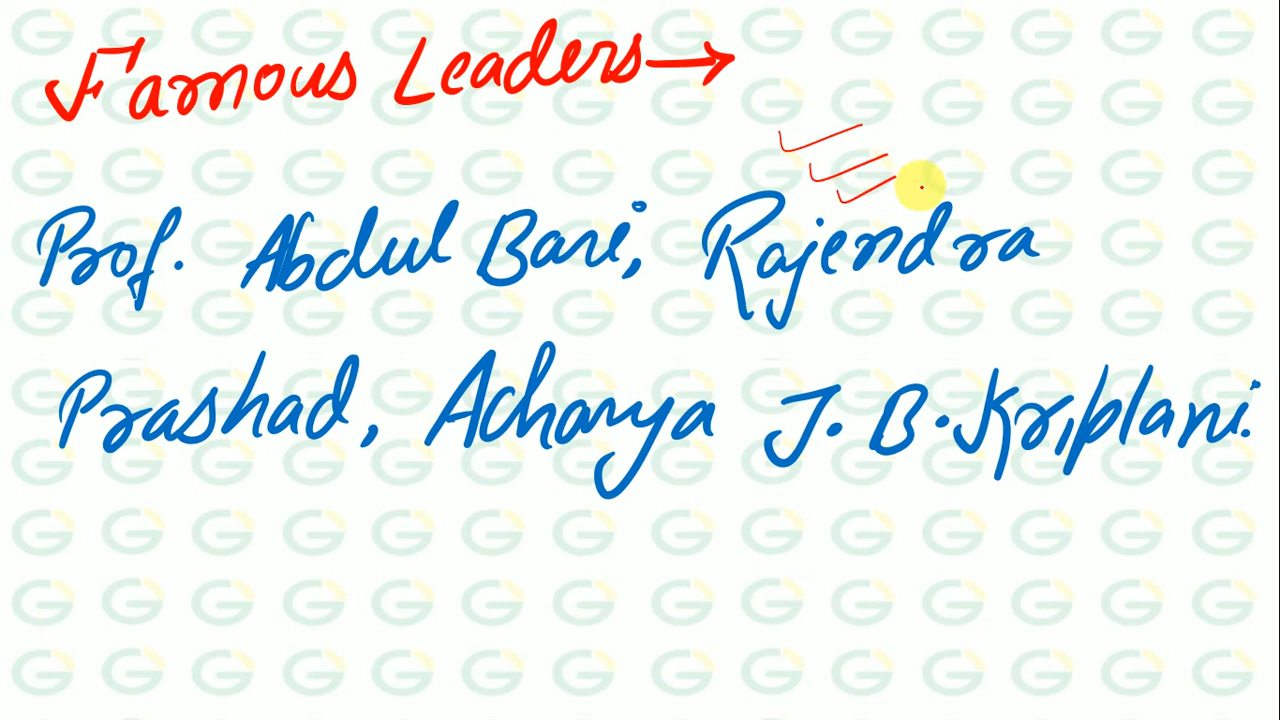 Famous Leaders →
Prof. Abdul Bari, Rajendra
Prashad, Acharya J. B. Kriplani.